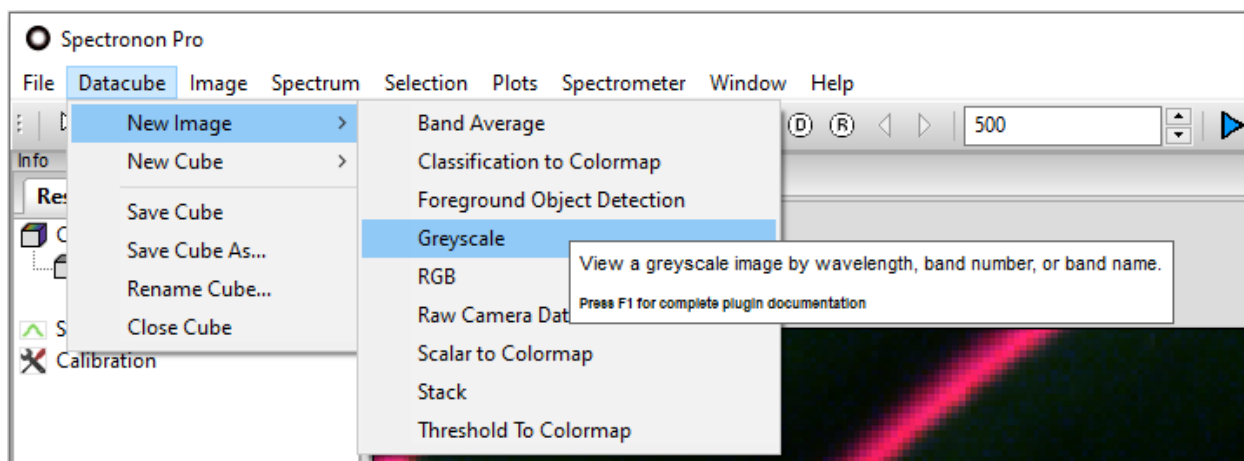 Spectronon Pro
File Datacube Image Spectrum Selection Plots Spectrometer Window Help
New Image > Band Average D R 500
Info New Cube > Classification to Colormap
Foreground Object Detection
Save Cube Greyscale
Save Cube As... View a greyscale image by wavelength, band number, or band name.
RGB
Rename Cube... Press F1 for complete plugin documentation
Raw Camera
Close Cube
Calibration Scalar to Colormap
Stack
Threshold To Colormap